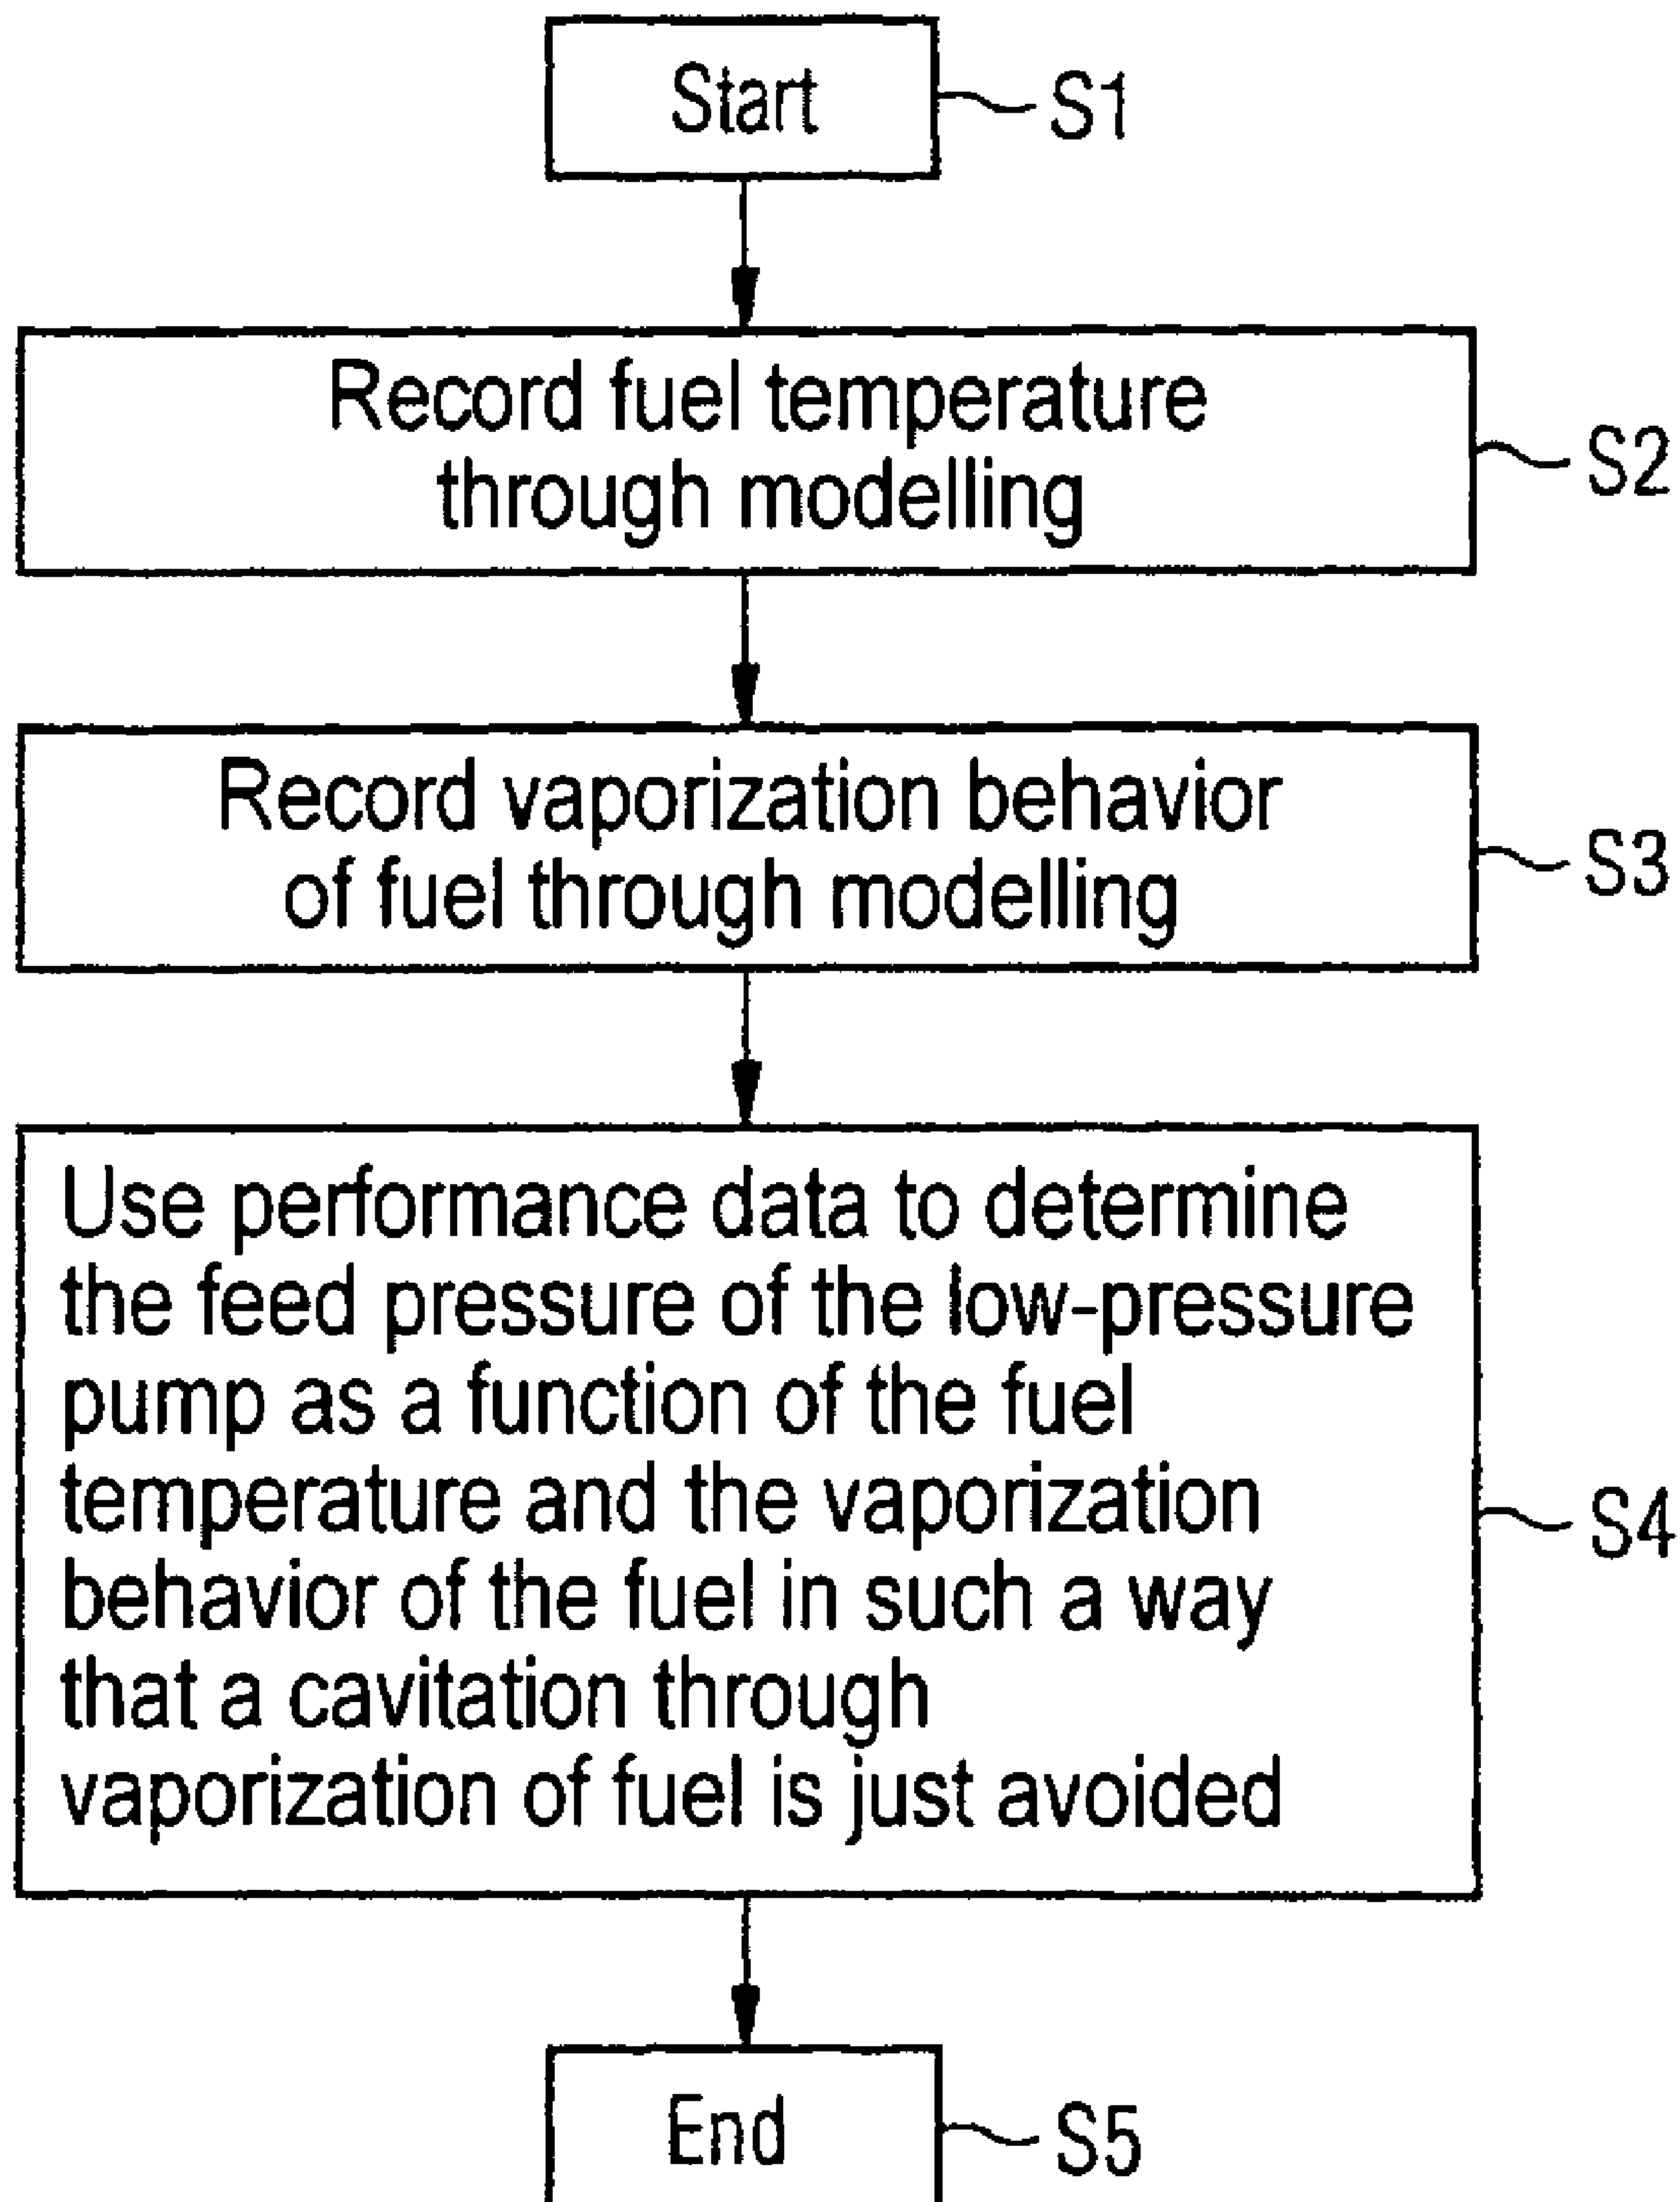 Start
S1
Record fuel temperature
through modelling
S2
Record vaporization behavior
of fuel through modelling
S3
Use performance data to determine
the feed pressure of the low-pressure
pump as a function of the fuel
temperature and the vaporization
behavior of the fuel in such a way
that a cavitation through
vaporization of fuel is just avoided
S4
End
S5